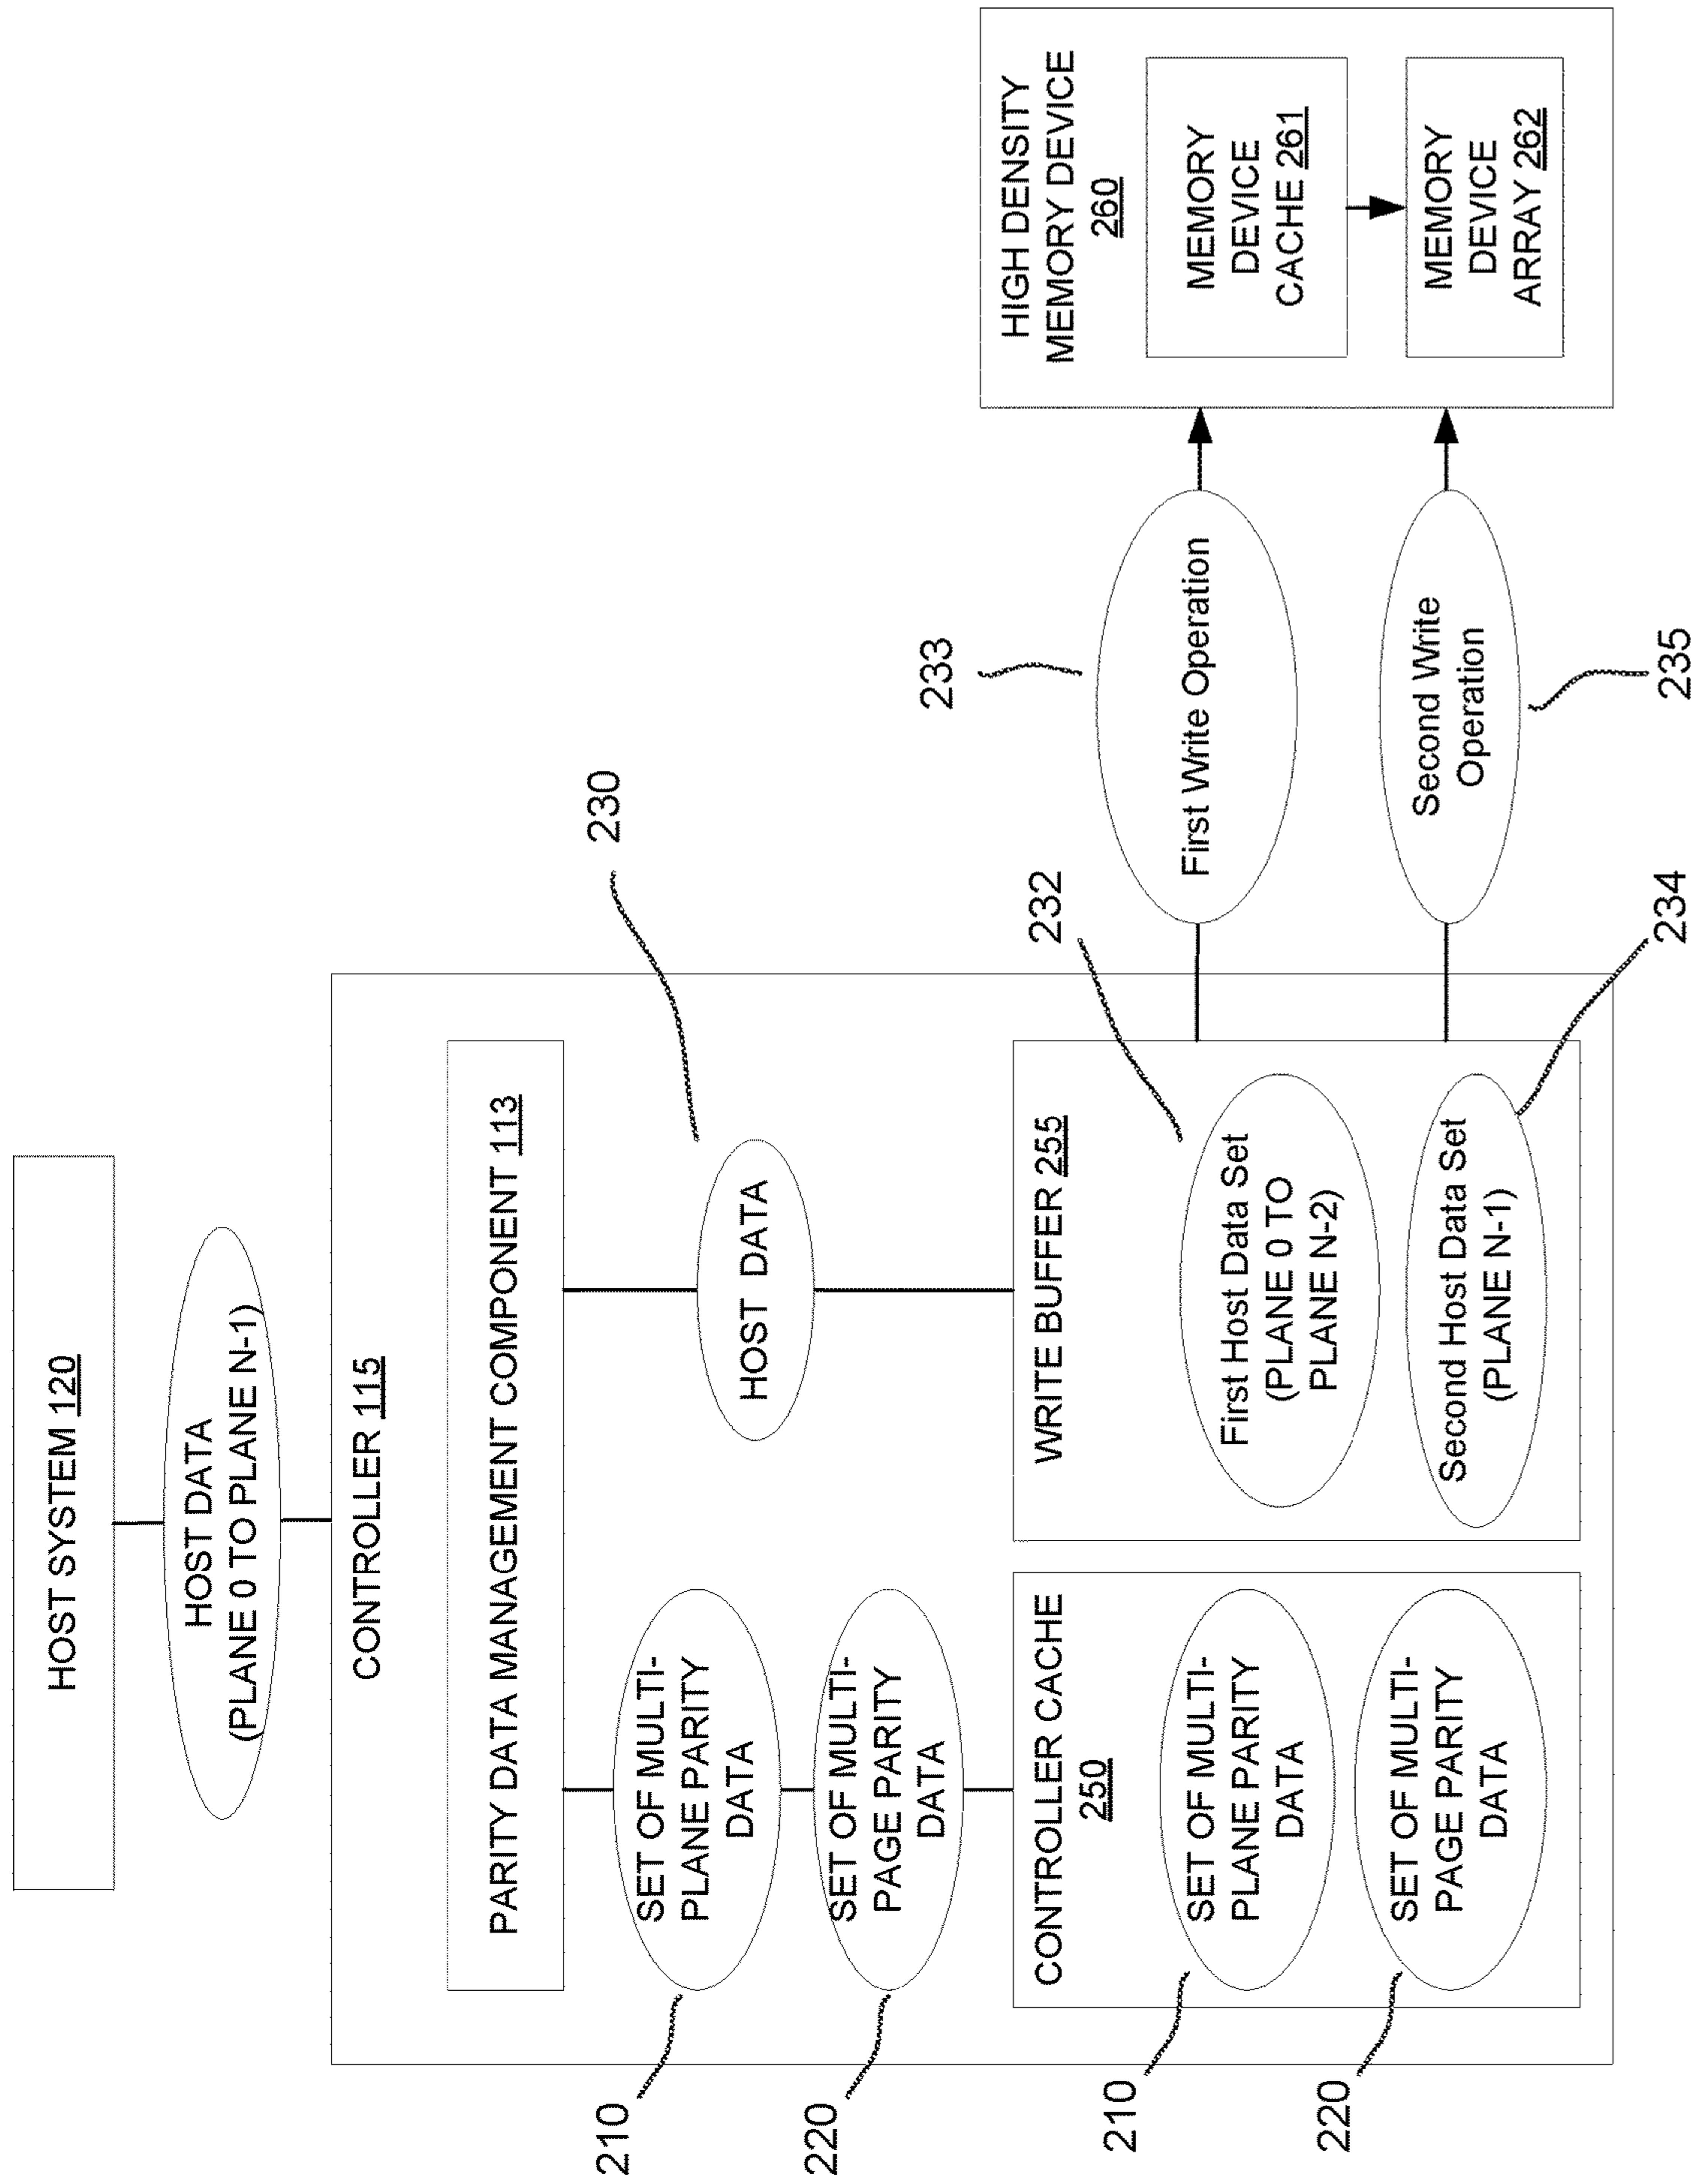 HOST SYSTEM 120
HOST DATA
(PLANE 0 TO PLANE N-1)
CONTROLLER 115
PARITY DATA MANAGEMENT COMPONENT 113
210
SET OF MULTI-
PLANE PARITY
DATA
220
SET OF MULTI-
PAGE PARITY
DATA
HOST DATA
230
CONTROLLER CACHE
250
210
SET OF MULTI-
PLANE PARITY
DATA
220
SET OF MULTI-
PAGE PARITY
DATA
WRITE BUFFER 255
232
First Host Data Set
(PLANE 0 TO
PLANE N-2)
Second Host Data Set
(PLANE N-1)
234
233
First Write Operation
Second Write
Operation
235
HIGH DENSITY
MEMORY DEVICE
260
MEMORY
DEVICE
CACHE 261
MEMORY
DEVICE
ARRAY 262